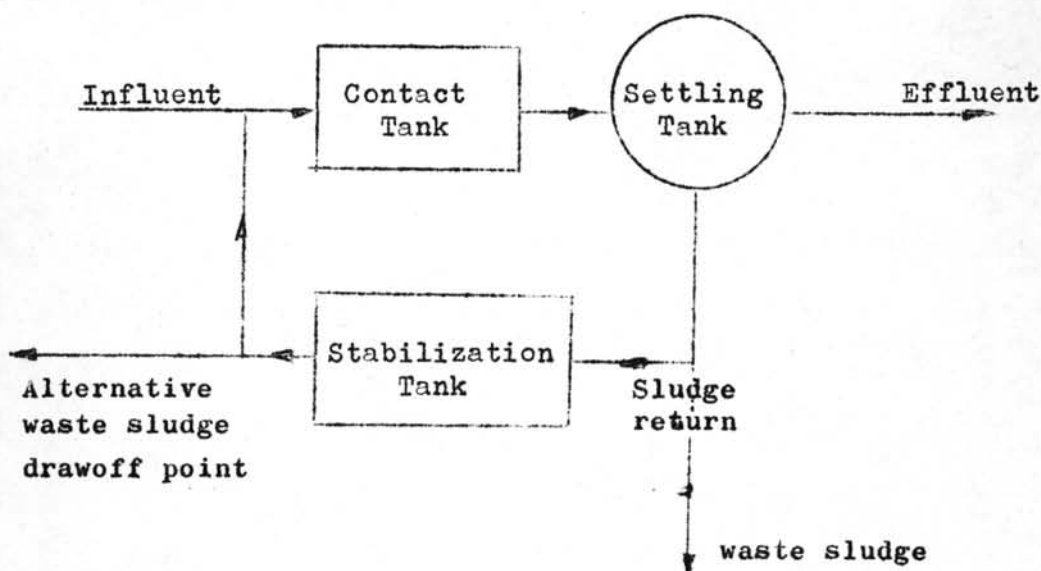 Influent
Contact
Tank
Settling
Tank
Effluent
Stabilization
Tank
Alternative
waste sludge
drawoff point
Sludge
return
waste sludge